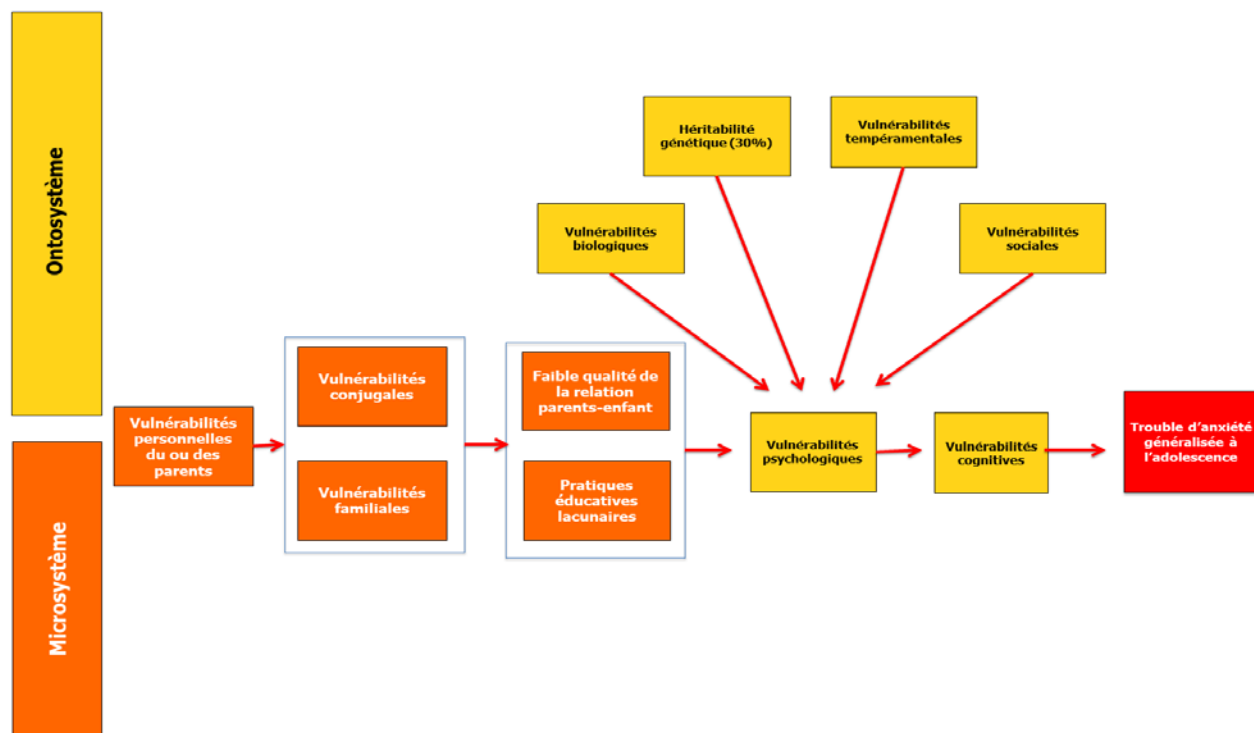 Ontosystème
Héritabilité
génétique (30%)
Vulnérabilités
tempéramentales
Vulnérabilités
biologiques
Vulnérabilités
sociales
Microsystème
Vulnérabilités
personnelles
du ou des
parents
Vulnérabilités
conjugales
Vulnérabilités
familiales
Faible qualité de
la relation
parents-enfant
Pratiques
éducatives
lacunaires
Vulnérabilités
psychologiques
Vulnérabilités
cognitives
Trouble d'anxiété
généralisée à
l'adolescence